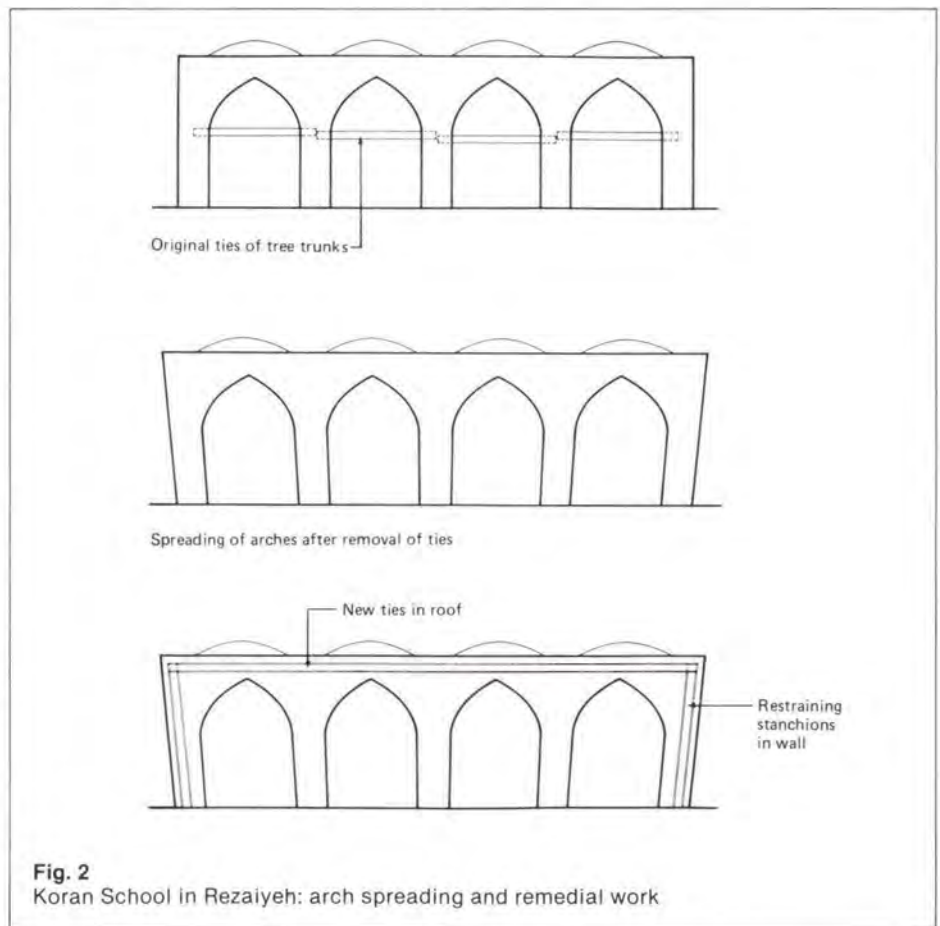 Original ties of tree trunks
Spreading of arches after removal of ties
New ties in roof
Restraining
stanchions
in wall
Fig. 2
Koran School in Rezaiyeh: arch spreading and remedial work